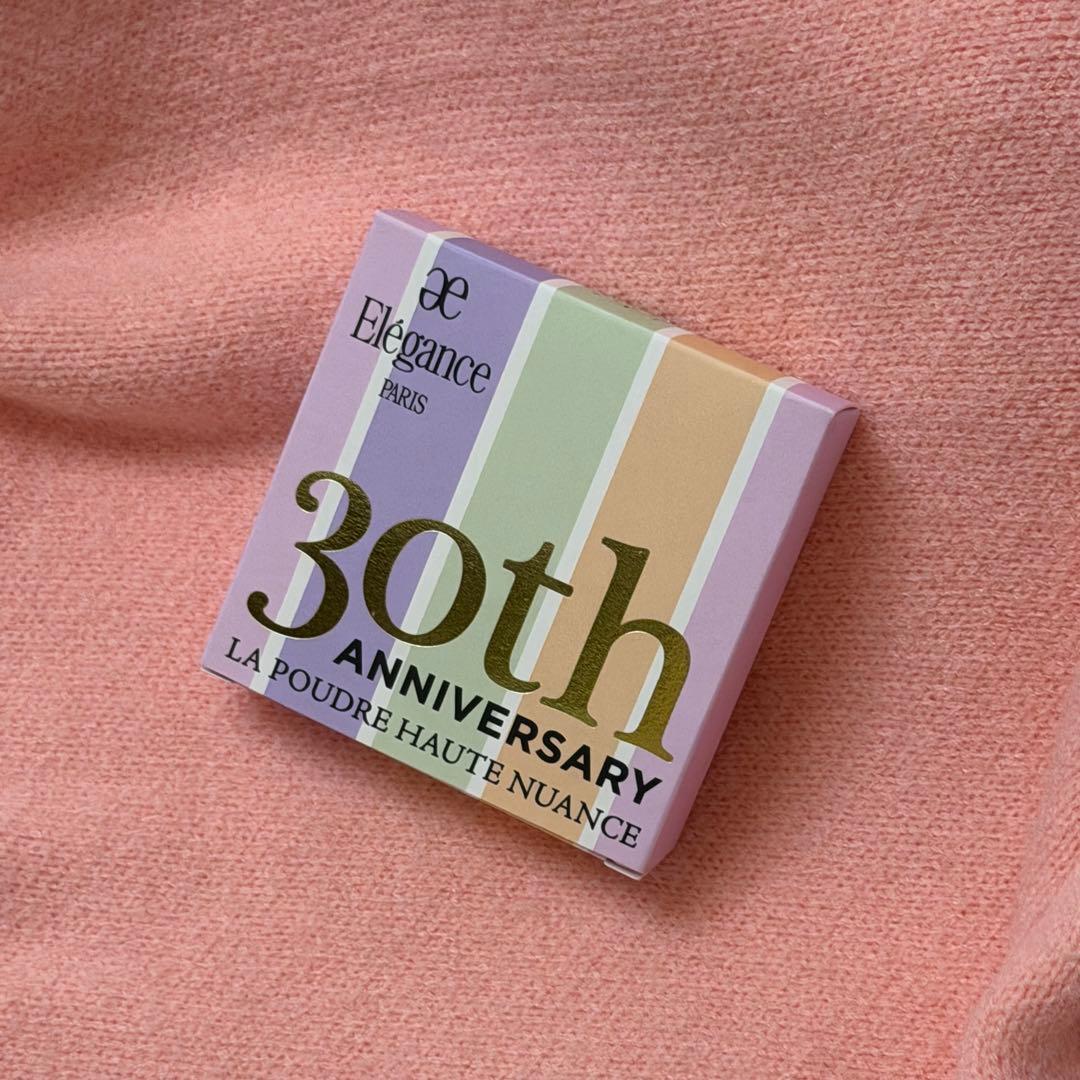 æ
Elégance
PARIS
30th
ANNIVERSARY
LA POUDRE HAUTE NUANCE